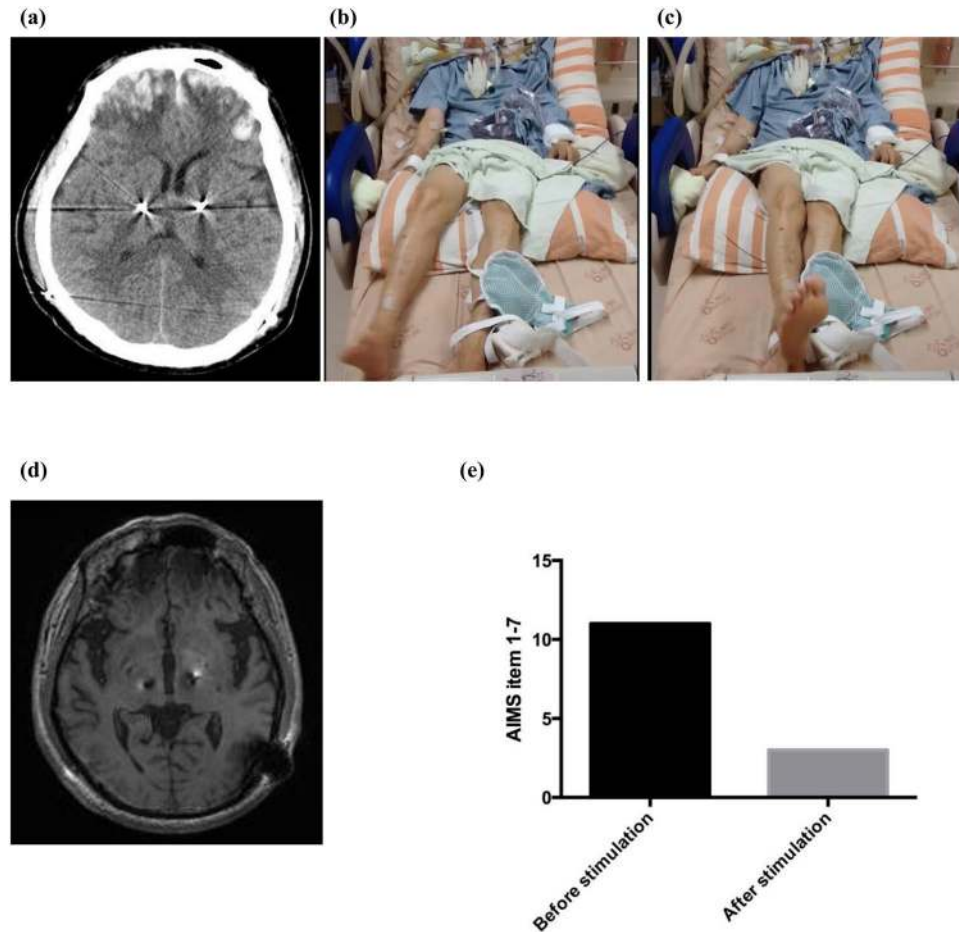 (a)
(b)
(c)
(d)
(e)
15
10
5
0
AIMS item 1-7
Before stimulation
After stimulation